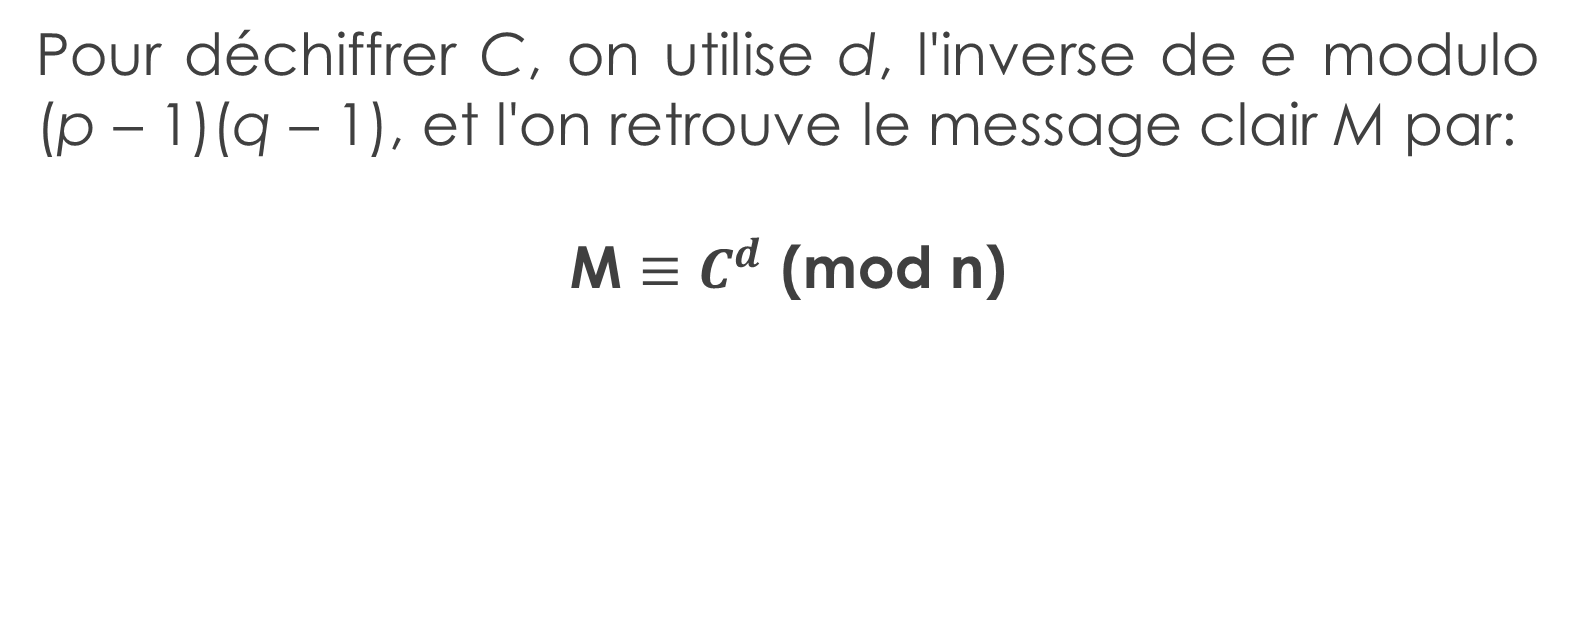 Pour déchiffrer C, on utilise d, l'inverse de e modulo
(p – 1)(q – 1), et l'on retrouve le message clair M par:
M ≡ C^d (mod n)